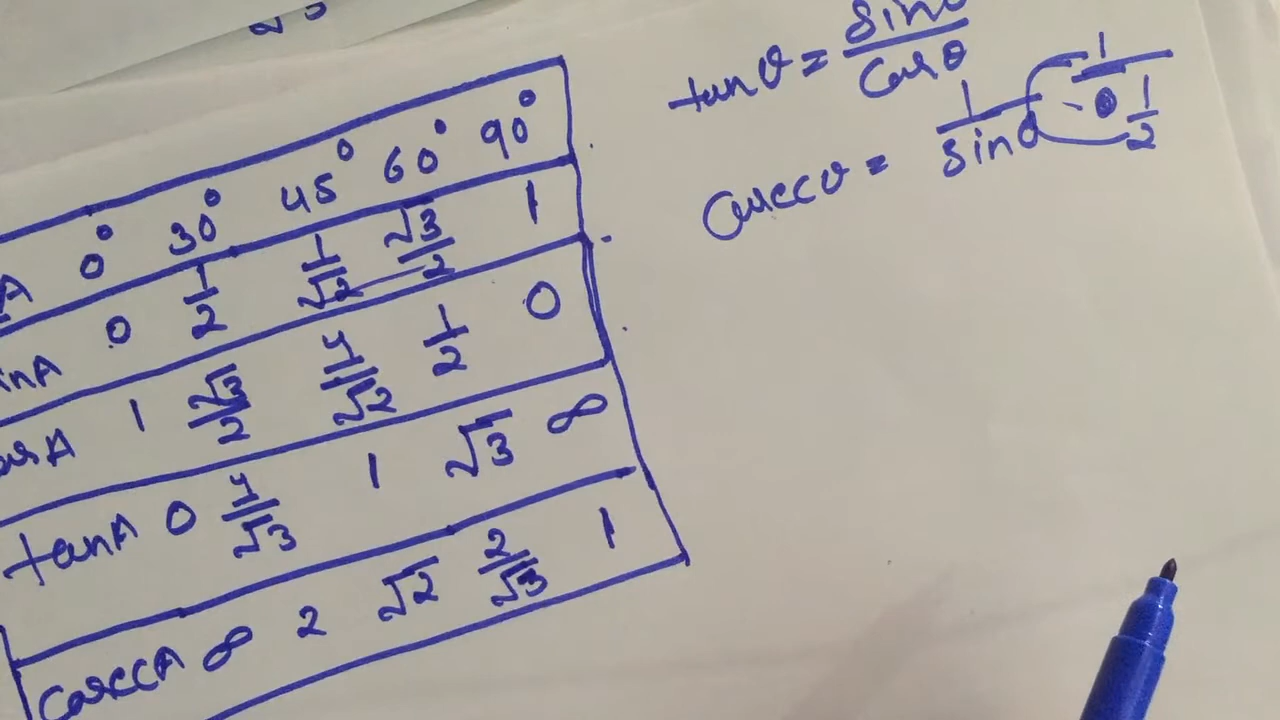 A 0° 30° 45° 60° 90°
inA 0 1/2 1/√2 √3/2 1
osA 1 √3/2 1/√2 1/2 0
tanA 0 1/√3 1 √3 ∞
cosecA ∞ 2 √2 2/√3 1
tanθ = sinθ/cosθ
cosecθ = 1/sinθ 1/0 1/2